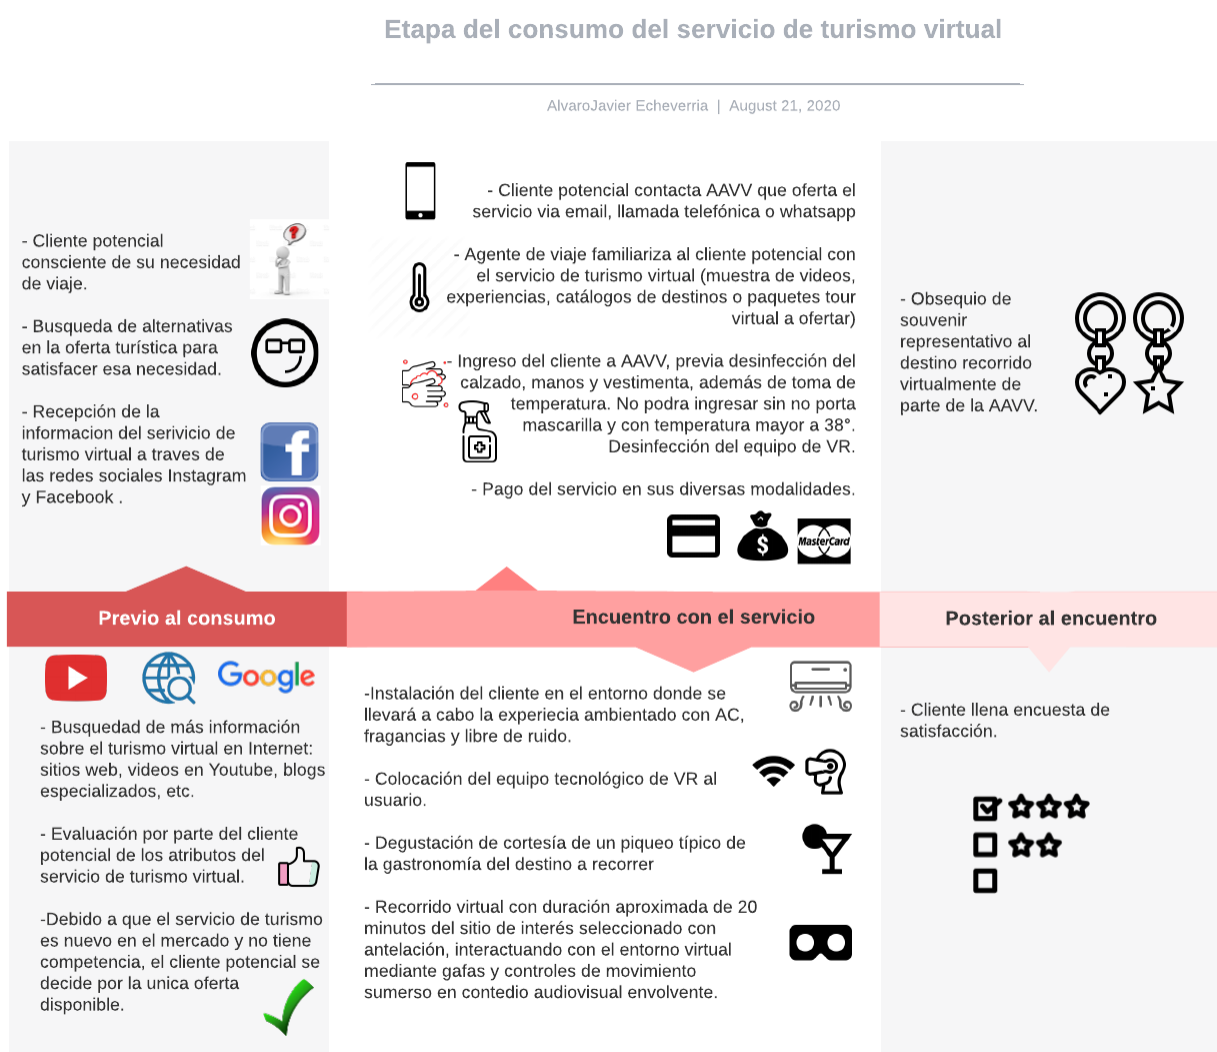 Etapa del consumo del servicio de turismo virtual
AlvaroJavier Echeverria | August 21, 2020
- Cliente potencial
consciente de su necesidad
de viaje.
- Busqueda de alternativas
en la oferta turística para
satisfacer esa necesidad.
- Recepción de la
informacion del serivicio de
turismo virtual a traves de
las redes sociales Instagram
y Facebook .
- Cliente potencial contacta AAVV que oferta el
servicio via email, llamada telefónica o whatsapp
- Agente de viaje familiariza al cliente potencial con
el servicio de turismo virtual (muestra de videos,
experiencias, catálogos de destinos o paquetes tour
virtual a ofertar)
- Ingreso del cliente a AAVV, previa desinfección del
calzado, manos y vestimenta, además de toma de
temperatura. No podra ingresar sin no porta
mascarilla y con temperatura mayor a 38°.
Desinfección del equipo de VR.
- Pago del servicio en sus diversas modalidades.
$
MasterCard
- Obsequio de
souvenir
representativo al
destino recorrido
virtualmente de
parte de la AAVV.
Previo al consumo
Encuentro con el servicio
Posterior al encuentro
Google
- Busquedad de más información
sobre el turismo virtual en Internet:
sitios web, videos en Youtube, blogs
especializados, etc.
- Evaluación por parte del cliente
potencial de los atributos del
servicio de turismo virtual.
-Debido a que el servicio de turismo
es nuevo en el mercado y no tiene
competencia, el cliente potencial se
decide por la unica oferta
disponible.
-Instalación del cliente en el entorno donde se
llevará a cabo la experiecia ambientado con AC,
fragancias y libre de ruido.
- Colocación del equipo tecnológico de VR al
usuario.
- Degustación de cortesía de un piqueo típico de
la gastronomía del destino a recorrer
- Recorrido virtual con duración aproximada de 20
minutos del sitio de interés seleccionado con
antelación, interactuando con el entorno virtual
mediante gafas y controles de movimiento
sumerso en contedio audiovisual envolvente.
- Cliente llena encuesta de
satisfacción.